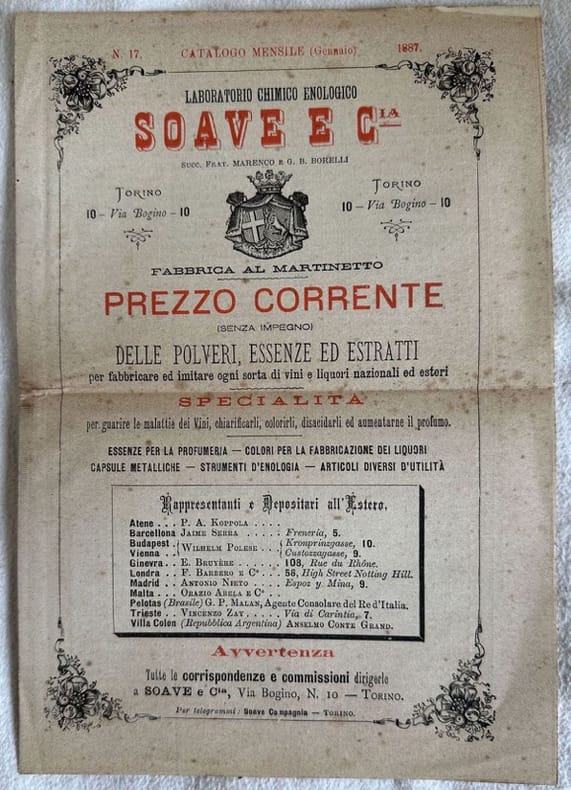 N. 17. CATALOGO MENSILE (Gennaio). 1887.
LABORATORIO CHIMICO ENOLOGICO
SOAVE E CIA
SUCC. FRAT. MARENCO E G. B. BORELLI
TORINO
10 – Via Bogino – 10
TORINO
10 – Via Bogino – 10
FABBRICA AL MARTINETTO
PREZZO CORRENTE
(SENZA IMPEGNO)
DELLE POLVERI, ESSENZE ED ESTRATTI
per fabbricare ed imitare ogni sorta di vini e liquori nazionali ed esteri
SPECIALITÀ
per guarire le malattie dei Vini, chiarificarli, colorirli, disacidarli ed aumentarne il profumo.
ESSENZE PER LA PROFUMERIA — COLORI PER LA FABBRICAZIONE DEI LIQUORI
CAPSULE METALLICHE — STRUMENTI D'ENOLOGIA — ARTICOLI DIVERSI D'UTILITÀ
Rappresentanti e Depositari all'Estero.
Atene . . . P. A. KOPPOLA . . . .
Barcellona JAIME SERRA . . . . . Freneria, 5.
Budapest . Vienna . . WILHELM POLESE . . . Kronprinzgasse, 10. Custozzagasse, 9.
Ginevra . . E. BRUYÈRE . . . . . . 108, Rue du Rhône.
Londra . . F. BARBERO E Cº . . . 56, High Street Notting Hill.
Madrid . . ANTONIO NIETO . . . . Espoz y Mina, 9.
Malta . . . ORAZIO ABELA E Cº . .
Pelotas (Brasile) G. P. MALAN, Agente Consolare del Re d'Italia.
Trieste . . VINCENZO ZAY . . . . . Via di Carintia, 7.
Villa Colon (Repubblica Argentina) ANSELMO CONTE GRAND.
Avvertenza
Tutte le corrispondenze e commissioni dirigerle
a SOAVE e Cia, Via Bogino, N. 10 — TORINO.
Per telegrammi: Soave Compagnia — TORINO.